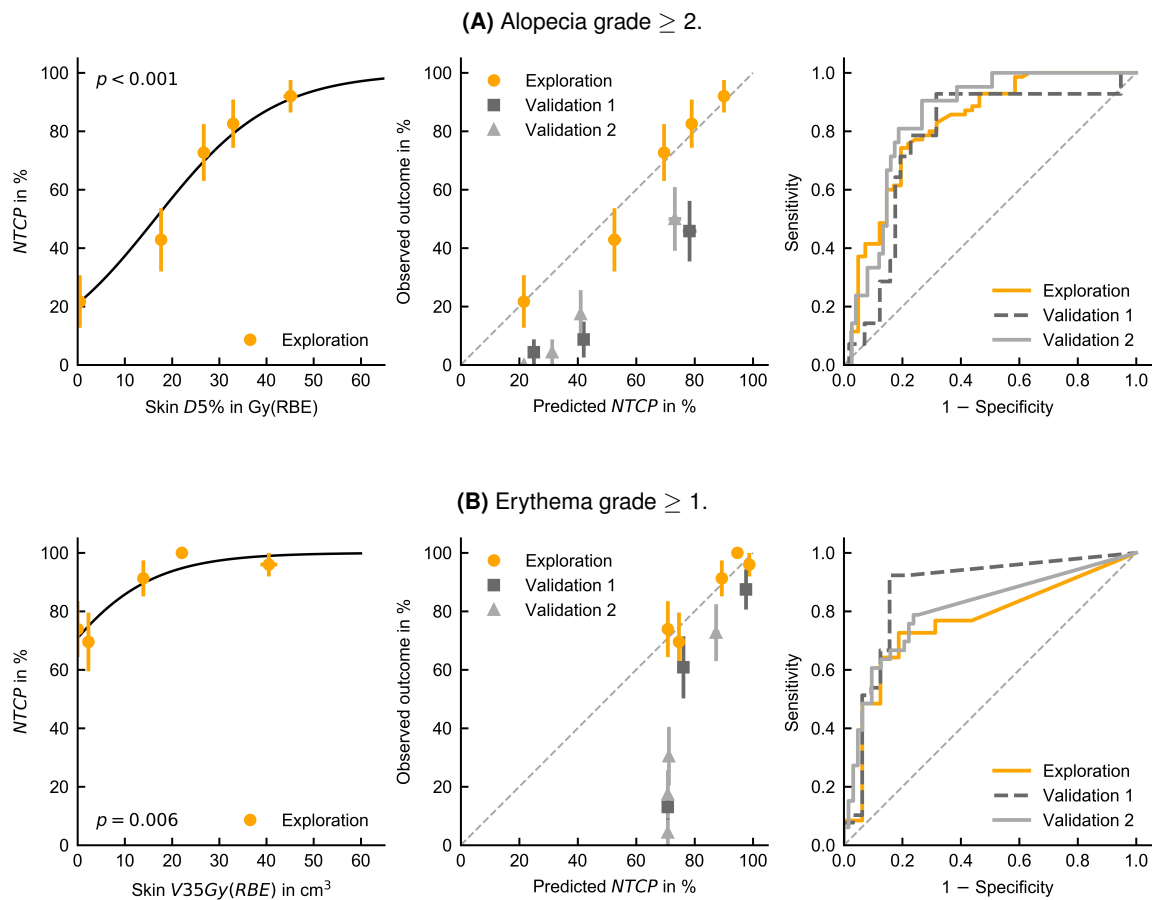 (A) Alopecia grade ≥ 2.
p < 0.001
NTCP in %
100
80
60
40
20
0
0 10 20 30 40 50 60
Skin D5% in Gy(RBE)
Exploration
Observed outcome in %
100
80
60
40
20
0
0 20 40 60 80 100
Predicted NTCP in %
Exploration
Validation 1
Validation 2
Sensitivity
1.0
0.8
0.6
0.4
0.2
0.0
0.0 0.2 0.4 0.6 0.8 1.0
1 − Specificity
Exploration
Validation 1
Validation 2
(B) Erythema grade ≥ 1.
NTCP in %
100
80
60
40
20
0
0 10 20 30 40 50 60
Skin V35Gy(RBE) in cm³
p = 0.006
Exploration
Observed outcome in %
100
80
60
40
20
0
0 20 40 60 80 100
Predicted NTCP in %
Exploration
Validation 1
Validation 2
Sensitivity
1.0
0.8
0.6
0.4
0.2
0.0
0.0 0.2 0.4 0.6 0.8 1.0
1 − Specificity
Exploration
Validation 1
Validation 2